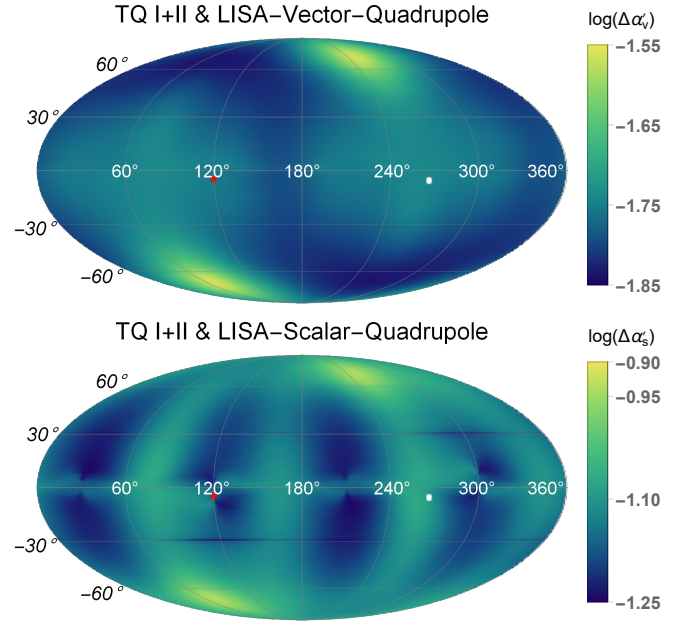 TQ I+II & LISA−Vector−Quadrupole
log(Δα′ᵥ)
−1.55
60°
−1.65
30°
60° 120° 180° 240° 300° 360°
−1.75
−30°
−60°
−1.85
TQ I+II & LISA−Scalar−Quadrupole
log(Δα′ₛ)
−0.90
60°
−0.95
30°
60° 120° 180° 240° 300° 360°
−1.10
−30°
−60°
−1.25